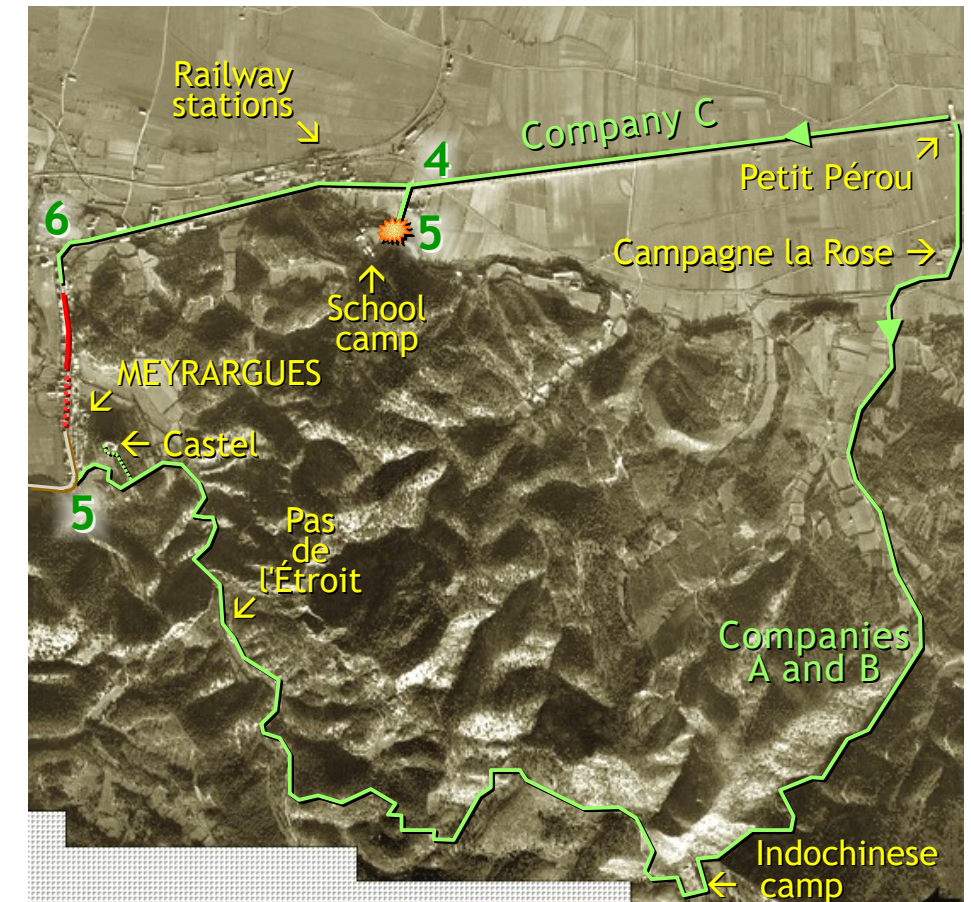 Railway
stations
↘
Company C
4
↗
Petit Pérou
6
5
Campagne la Rose →
↑
School
camp
MEYRARGUES
↙
← Castel
5
Pas
de
l'Étroit
↙
Companies
A and B
Indochinese
← camp